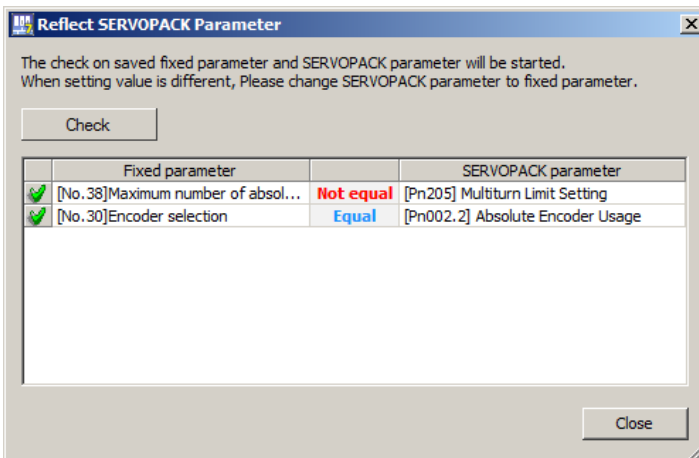 Reflect SERVOPACK Parameter
The check on saved fixed parameter and SERVOPACK parameter will be started.
When setting value is different, Please change SERVOPACK parameter to fixed parameter.
Check
Fixed parameter SERVOPACK parameter
[No.38]Maximum number of absol... Not equal [Pn205] Multiturn Limit Setting
[No.30]Encoder selection Equal [Pn002.2] Absolute Encoder Usage
Close